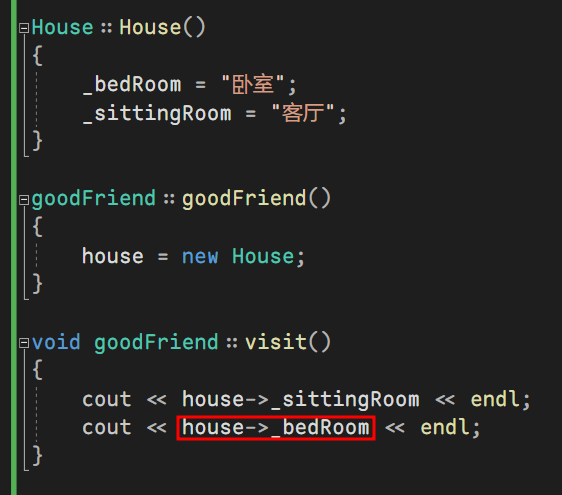 House::House()
{
_bedRoom = "卧室";
_sittingRoom = "客厅";
}
goodFriend::goodFriend()
{
house = new House;
}
void goodFriend::visit()
{
cout << house->_sittingRoom << endl;
cout << house->_bedRoom << endl;
}